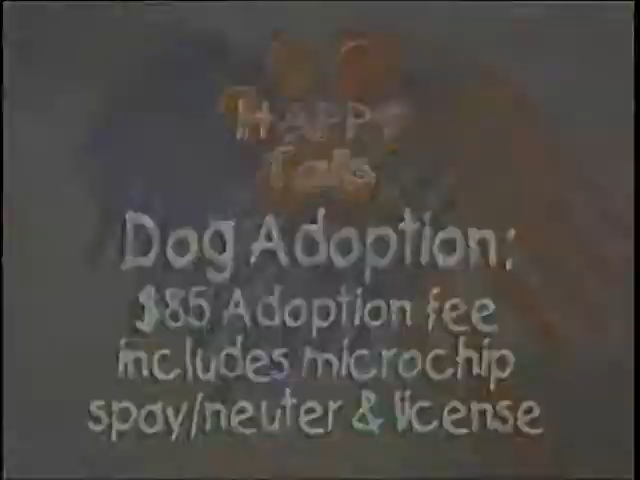 HAPPY
Tails
Dog Adoption:
$85 Adoption fee
includes microchip
spay/neuter & license